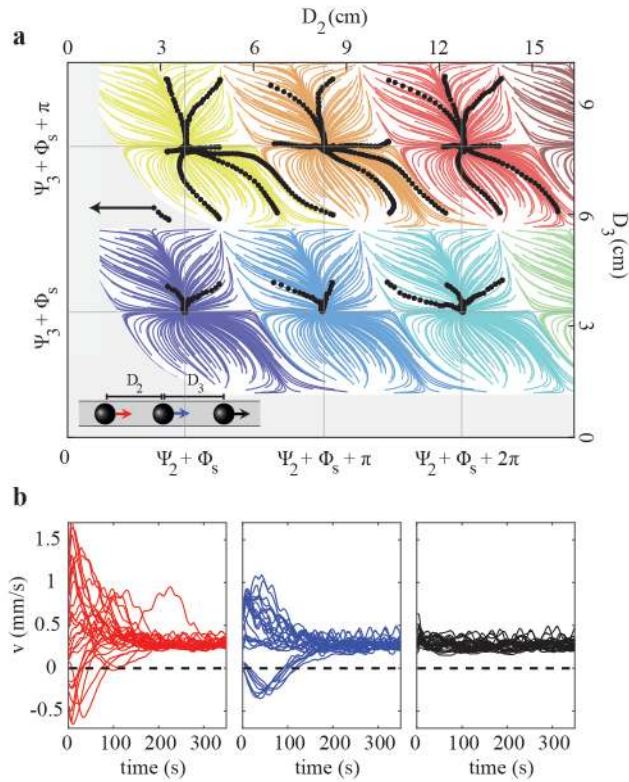 a
D₂ (cm)
0 3 6 9 12 15
Ψ₃ + Φₛ + π
Ψ₃ + Φₛ
9
6
3
0
D₃ (cm)
D₂ D₃
0 Ψ₂ + Φₛ Ψ₂ + Φₛ + π Ψ₂ + Φₛ + 2π
b
v (mm/s)
1.5
1
0.5
0
-0.5
0 100 200 300 0 100 200 300 0 100 200 300
time (s) time (s) time (s)